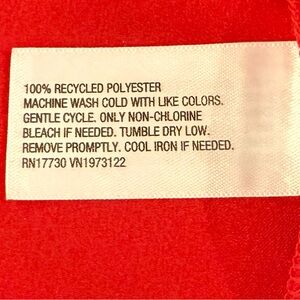 100% RECYCLED POLYESTER
MACHINE WASH COLD WITH LIKE COLORS.
GENTLE CYCLE. ONLY NON-CHLORINE
BLEACH IF NEEDED. TUMBLE DRY LOW.
REMOVE PROMPTLY. COOL IRON IF NEEDED.
RN17730 VN1973122